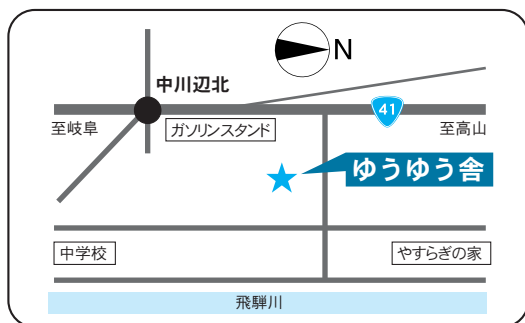 N
中川辺北
41
至岐阜
ガソリンスタンド
至高山
ゆうゆう舎
中学校
やすらぎの家
飛騨川